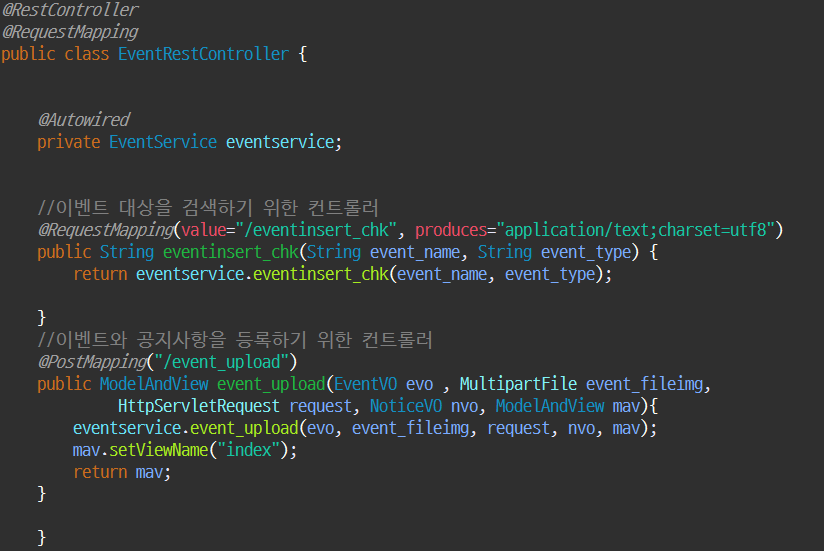 @RestController
@RequestMapping
public class EventRestController {
@Autowired
private EventService eventservice;
//이벤트 대상을 검색하기 위한 컨트롤러
@RequestMapping(value="/eventinsert_chk", produces="application/text;charset=utf8")
public String eventinsert_chk(String event_name, String event_type) {
return eventservice.eventinsert_chk(event_name, event_type);
}
//이벤트와 공지사항을 등록하기 위한 컨트롤러
@PostMapping("/event_upload")
public ModelAndView event_upload(EventVO evo , MultipartFile event_fileimg,
HttpServletRequest request, NoticeVO nvo, ModelAndView mav){
eventservice.event_upload(evo, event_fileimg, request, nvo, mav);
mav.setViewName("index");
return mav;
}
}